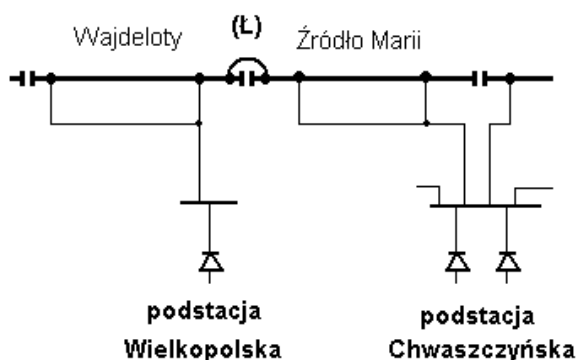 Wajdeloty
(Ł)
Źródło Marii
podstacja
Wielkopolska
podstacja
Chwaszczyńska